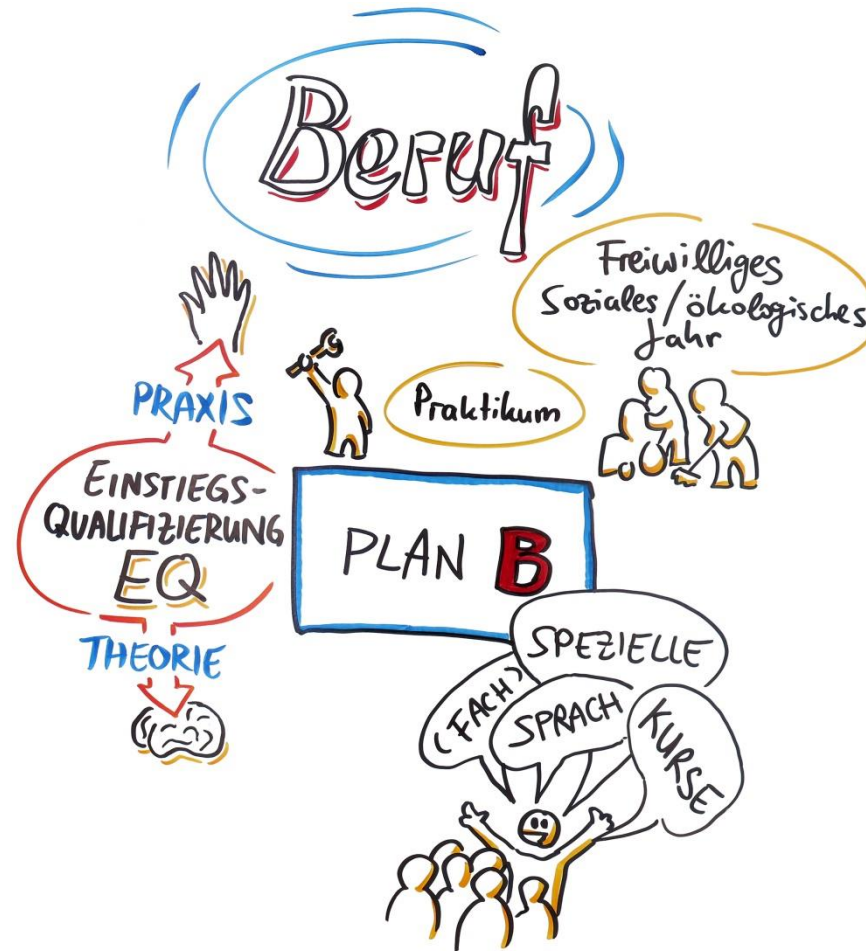 Beruf
Freiwilliges
Soziales/ökologisches
Jahr
Praktikum
PRAXIS
EINSTIEGS-
QUALIFIZIERUNG
EQ
THEORIE
PLAN B
SPEZIELLE
(FACH)
SPRACH
KURSE